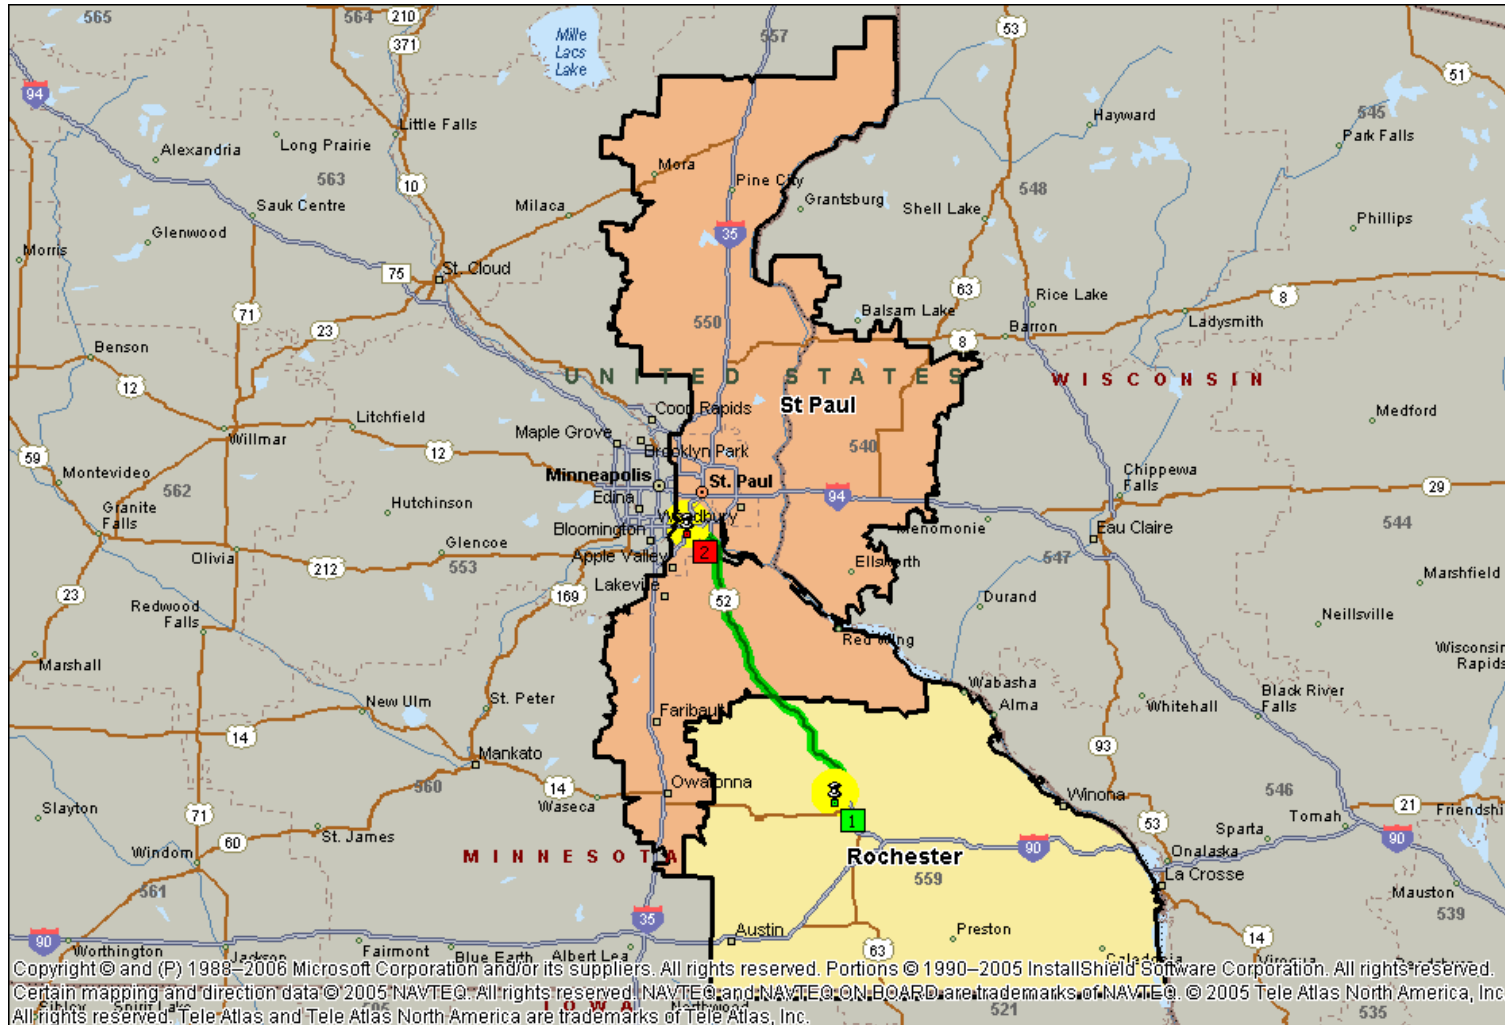 565
564
210
557
53
Mille
Lacs
Lake
371
51
94
545
Hayward
Little Falls
Long Prairie
Park Falls
Alexandria
Mora
563
10
Pine City
548
Grantsburg
Sauk Centre
Milaca
Shell Lake
Phillips
Glenwood
35
Morris
75
St. Cloud
63
Rice Lake
8
71
Balsam Lake
550
Ladysmith
23
Barron
Benson
8
UNITED STATES
WISCONSIN
12
St Paul
Coon Rapids
Medford
Litchfield
Maple Grove
Willmar
540
Brooklyn Park
59
12
Chippewa
Falls
Montevideo
Minneapolis
St. Paul
562
94
29
Edina
Hutchinson
Granite
Falls
Woodbury
544
Bloomington
Menomonie
Eau Claire
Glencoe
Olivia
Apple Valley
2
547
553
Ellsworth
212
Marshfield
Lakeville
23
169
52
Durand
Redwood
Falls
Neillsville
Red Wing
Wisconsin
Rapids
Marshall
Wabasha
St. Peter
Black River
Falls
New Ulm
Alma
Whitehall
Faribault
14
93
Mankato
Owatonna
560
14
546
Winona
Waseca
Slayton
21
Friendship
71
1
53
Tomah
St. James
Sparta
60
90
90
Windom
MINNESOTA
Rochester
Onalaska
559
La Crosse
561
Mauston
539
35
Austin
Preston
90
14
Fairmont
63
Worthington
Jackson
Blue Earth
Albert Lea
Caledonia
Viroqua
Copyright © and (P) 1988–2006 Microsoft Corporation and/or its suppliers. All rights reserved. Portions © 1990–2005 InstallShield Software Corporation. All rights reserved.
Certain mapping and direction data © 2005 NAVTEQ. All rights reserved. NAVTEQ and NAVTEQ ON BOARD are trademarks of NAVTEQ. © 2005 Tele Atlas North America, Inc.
All rights reserved. Tele Atlas and Tele Atlas North America are trademarks of Tele Atlas, Inc.
IOWA
Northwood
521
535